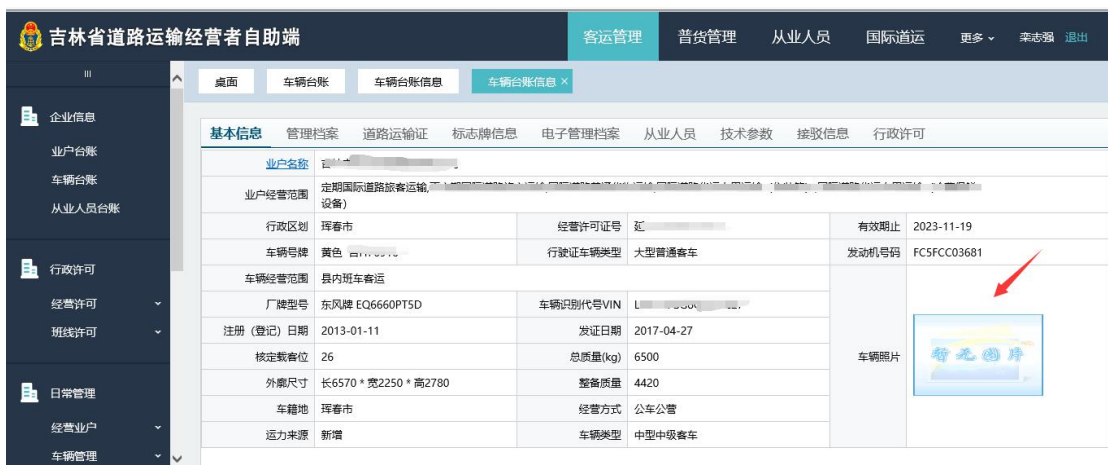 吉林省道路运输经营者自助端 客运管理 普货管理 从业人员 国际道运 更多 栾志强 退出
桌面 车辆台账 车辆台账信息 车辆台账信息 ×
企业信息
业户台账
车辆台账
从业人员台账
行政许可
经营许可
班线许可
日常管理
经营业户
车辆管理
基本信息 管理档案 道路运输证 标志牌信息 电子管理档案 从业人员 技术参数 接驳信息 行政许可
业户名称
业户经营范围 定期国际道路旅客运输,
设备)
行政区划 珲春市 经营许可证号 延 有效期止 2023-11-19
车辆号牌 黄色 行驶证车辆类型 大型普通客车 发动机号码 FC5FCC03681
车辆经营范围 县内班车客运
厂牌型号 东风牌 EQ6660PT5D 车辆识别代号VIN L
注册（登记）日期 2013-01-11 发证日期 2017-04-27
核定载客位 26 总质量(kg) 6500 车辆照片 暂无图片
外廓尺寸 长6570 * 宽2250 * 高2780 整备质量 4420
车籍地 珲春市 经营方式 公车公营
运力来源 新增 车辆类型 中型中级客车